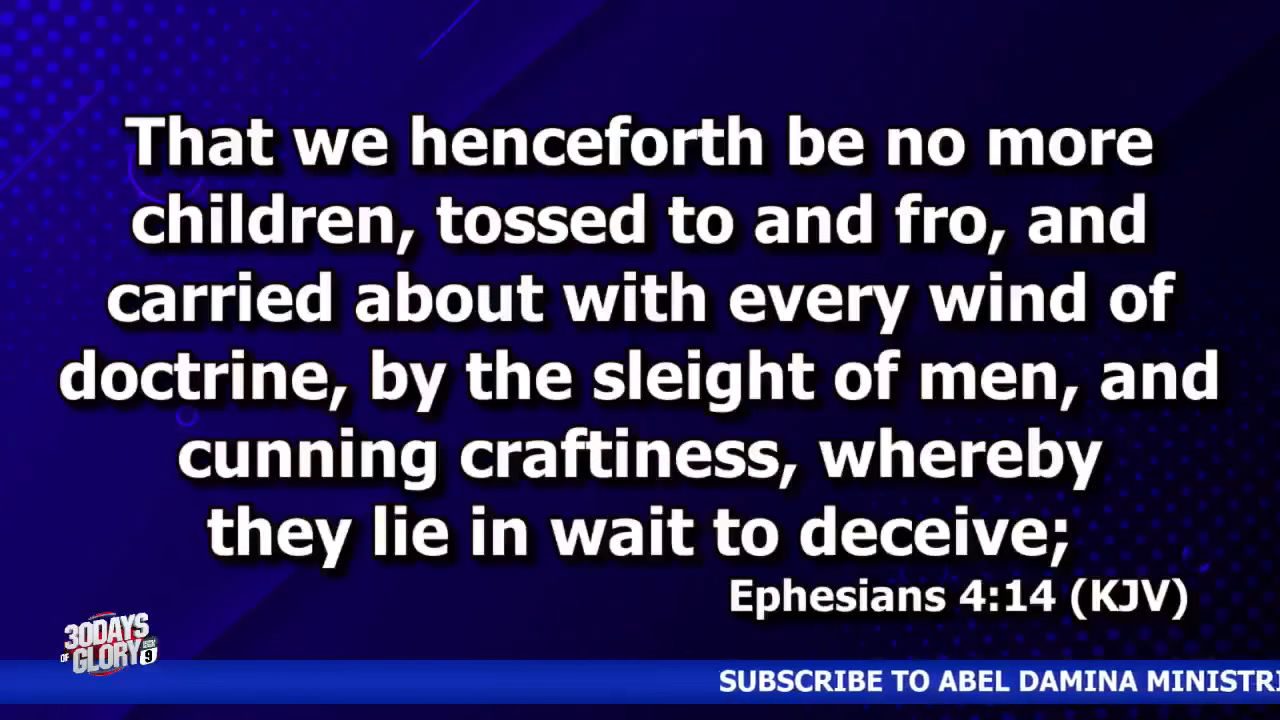 That we henceforth be no more
children, tossed to and fro, and
carried about with every wind of
doctrine, by the sleight of men, and
cunning craftiness, whereby
they lie in wait to deceive;
Ephesians 4:14 (KJV)
30DAYS
OF GLORY
9
SUBSCRIBE TO ABEL DAMINA MINISTRI